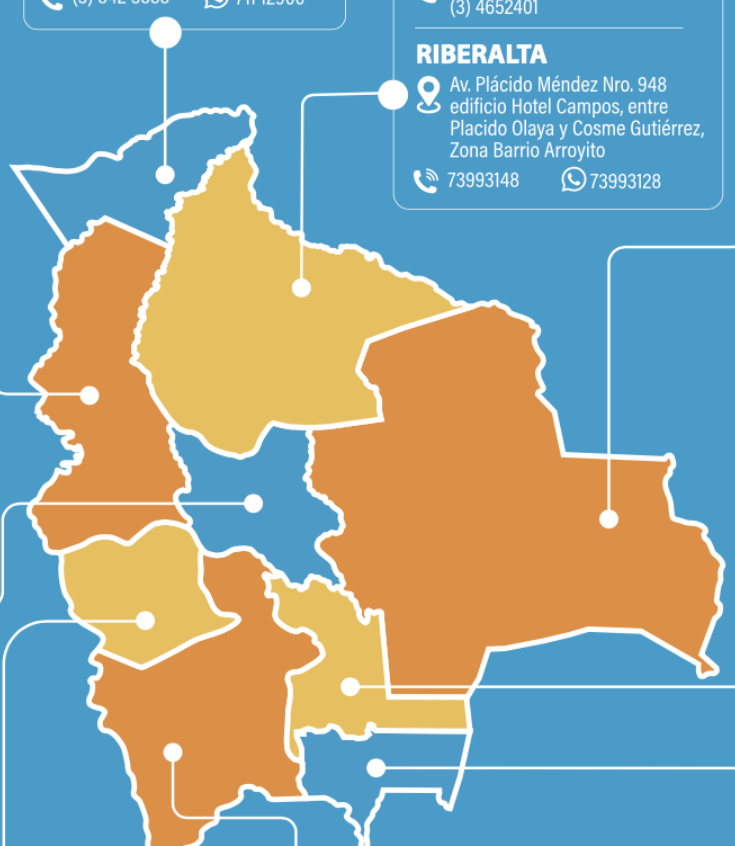 (3) 4652401
RIBERALTA
Av. Plácido Méndez Nro. 948
edificio Hotel Campos, entre
Placido Olaya y Cosme Gutiérrez,
Zona Barrio Arroyito
73993148 73993128